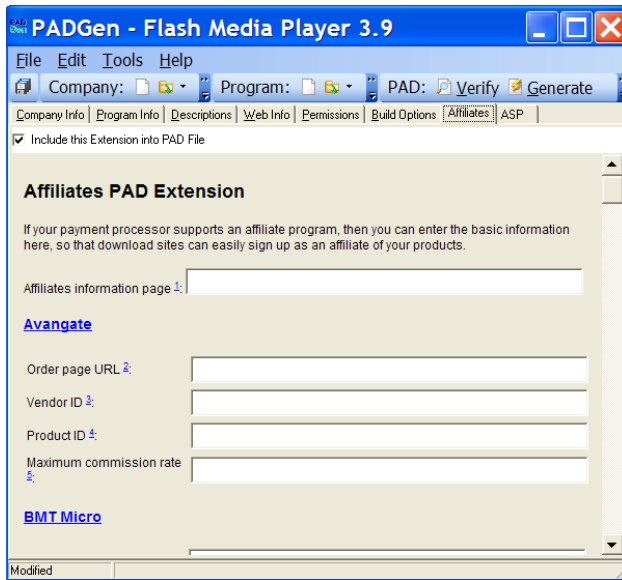 PADGen - Flash Media Player 3.9
File Edit Tools Help
Company: Program: PAD: Verify Generate
Company Info Program Info Descriptions Web Info Permissions Build Options Affiliates ASP
Include this Extension into PAD File
Affiliates PAD Extension
If your payment processor supports an affiliate program, then you can enter the basic information
here, so that download sites can easily sign up as an affiliate of your products.
Affiliates information page 1:
Avangate
Order page URL 2:
Vendor ID 3:
Product ID 4:
Maximum commission rate
5:
BMT Micro
Modified